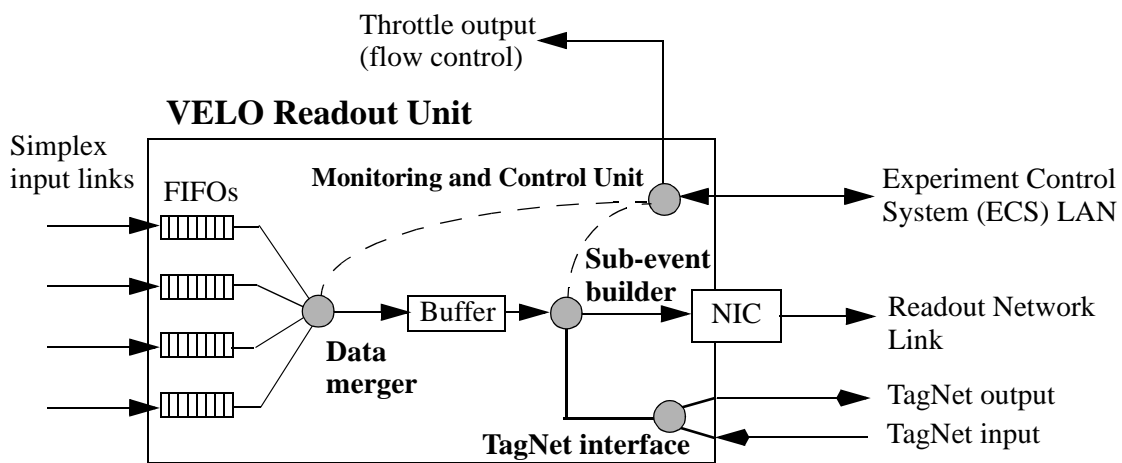 Throttle output
(flow control)
VELO Readout Unit
Simplex
input links
FIFOs
Monitoring and Control Unit
Experiment Control
System (ECS) LAN
Sub-event
builder
Buffer
NIC
Readout Network
Link
Data
merger
TagNet output
TagNet interface
TagNet input